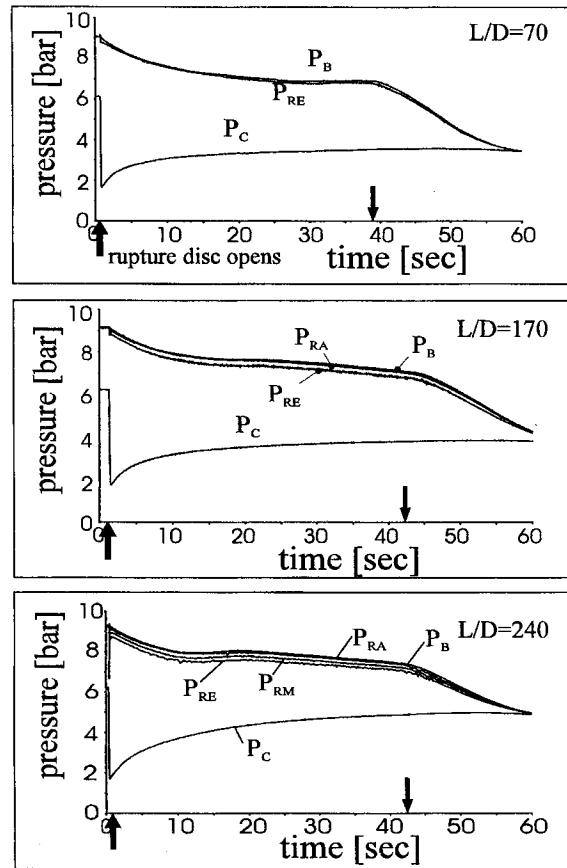 pressure [bar]
L/D=70
10
8
6
4
2
0
P_B
P_RE
P_C
0 10 20 30 40 50 60
rupture disc opens
time [sec]
pressure [bar]
L/D=170
10
8
6
4
2
0
P_RA
P_B
P_RE
P_C
0 10 20 30 40 50 60
time [sec]
pressure [bar]
L/D=240
10
8
6
4
2
0
P_RA
P_B
P_RE
P_RM
P_C
0 10 20 30 40 50 60
time [sec]